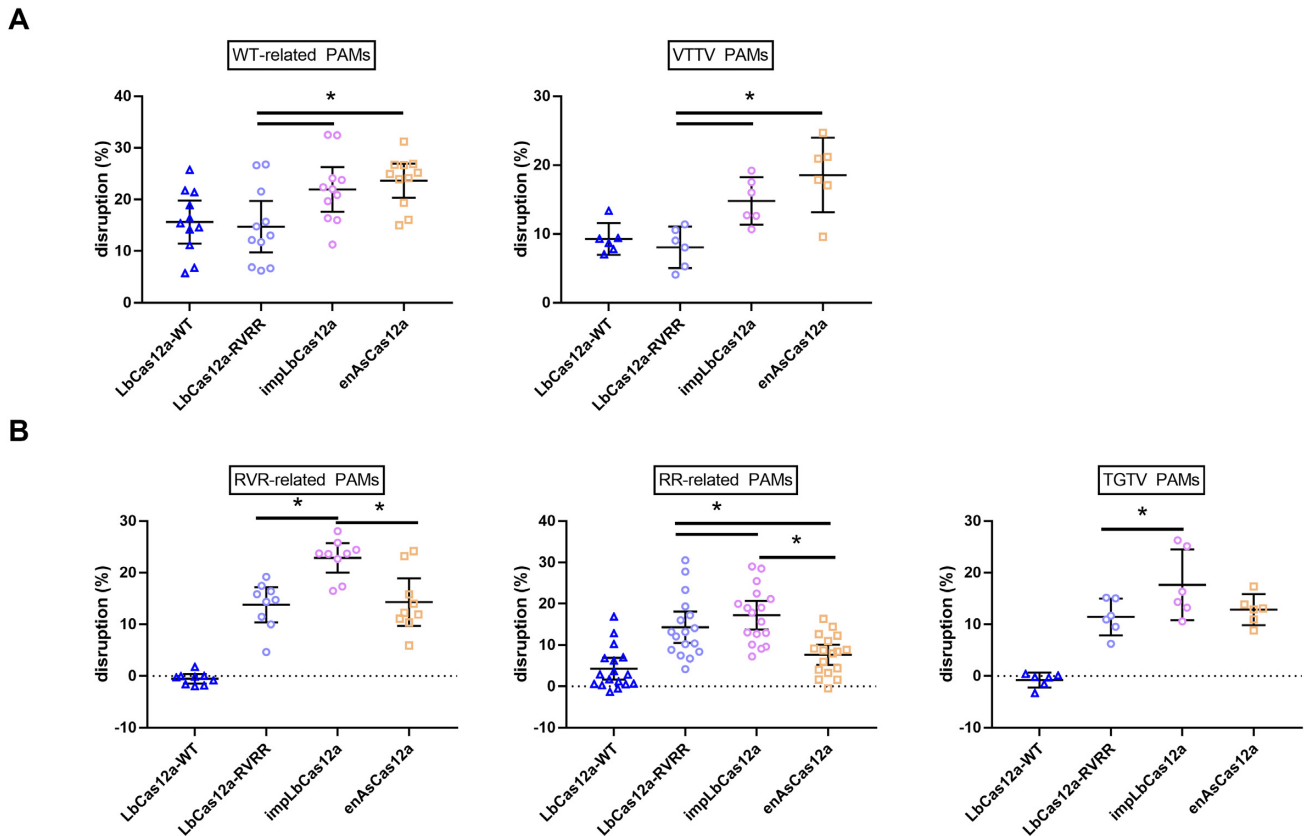 A
WT-related PAMs
VTTV PAMs
disruption (%)
40
30
20
10
0
*
LbCas12a-WT
LbCas12a-RVRR
impLbCas12a
enAsCas12a
disruption (%)
30
20
10
0
*
LbCas12a-WT
LbCas12a-RVRR
impLbCas12a
enAsCas12a
B
RVR-related PAMs
RR-related PAMs
TGTV PAMs
disruption (%)
30
20
10
0
-10
*
*
LbCas12a-WT
LbCas12a-RVRR
impLbCas12a
enAsCas12a
disruption (%)
40
30
20
10
0
-10
*
*
LbCas12a-WT
LbCas12a-RVRR
impLbCas12a
enAsCas12a
disruption (%)
30
20
10
0
-10
*
LbCas12a-WT
LbCas12a-RVRR
impLbCas12a
enAsCas12a